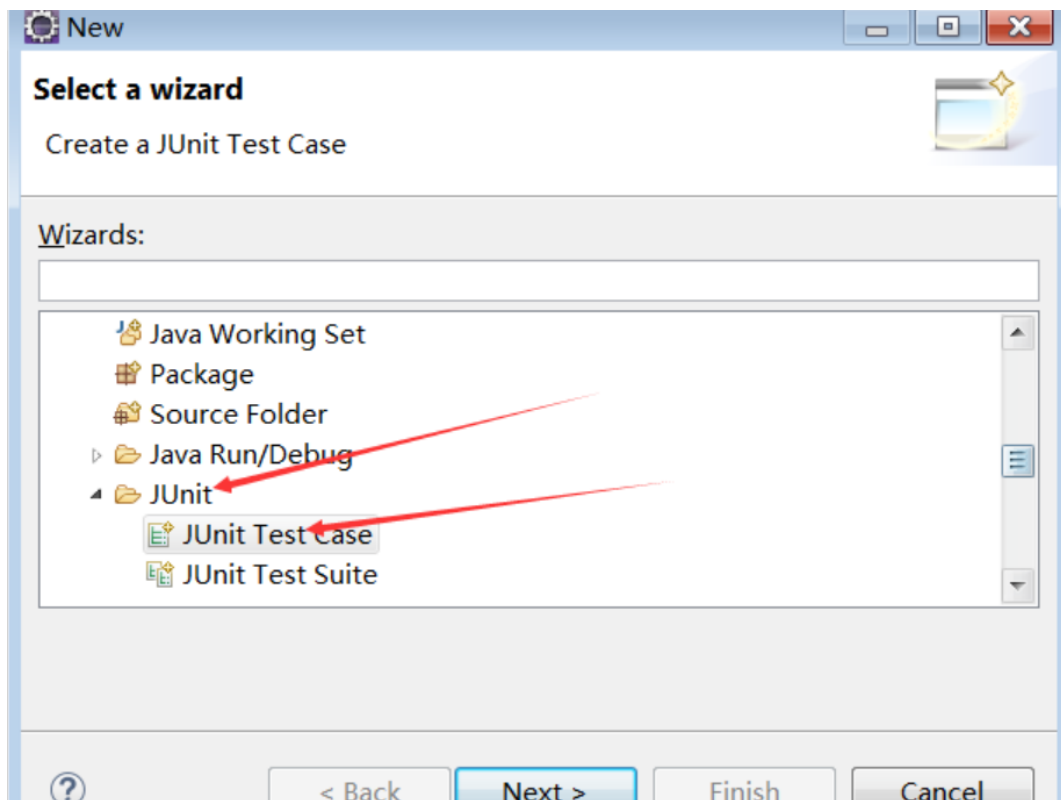 New
Select a wizard
Create a JUnit Test Case
Wizards:
Java Working Set
Package
Source Folder
Java Run/Debug
JUnit
JUnit Test Case
JUnit Test Suite
? < Back Next > Finish Cancel